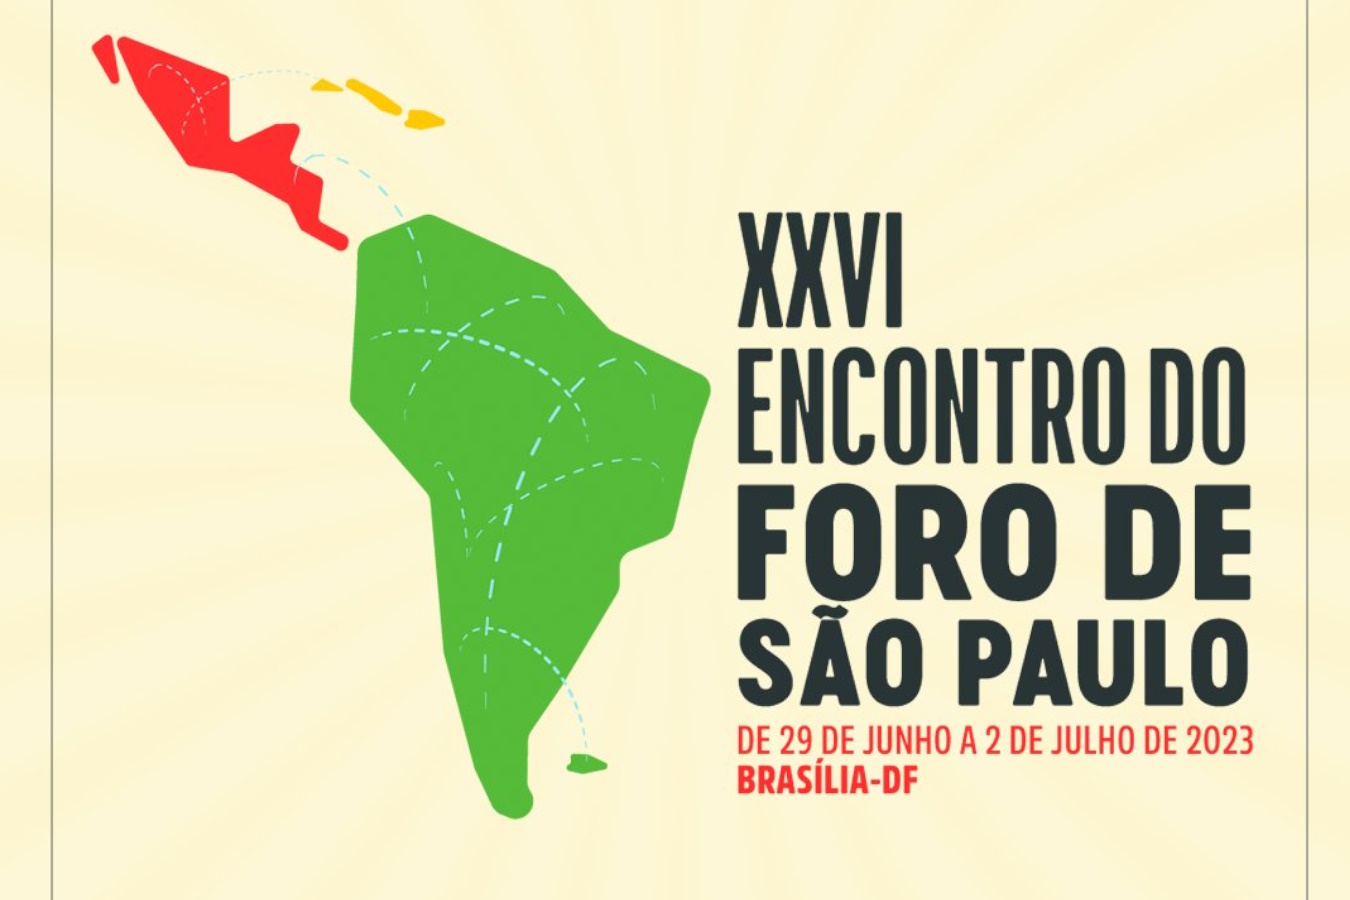 XXVI
ENCONTRO DO
FORO DE
SÃO PAULO
DE 29 DE JUNHO A 2 DE JULHO DE 2023
BRASÍLIA-DF